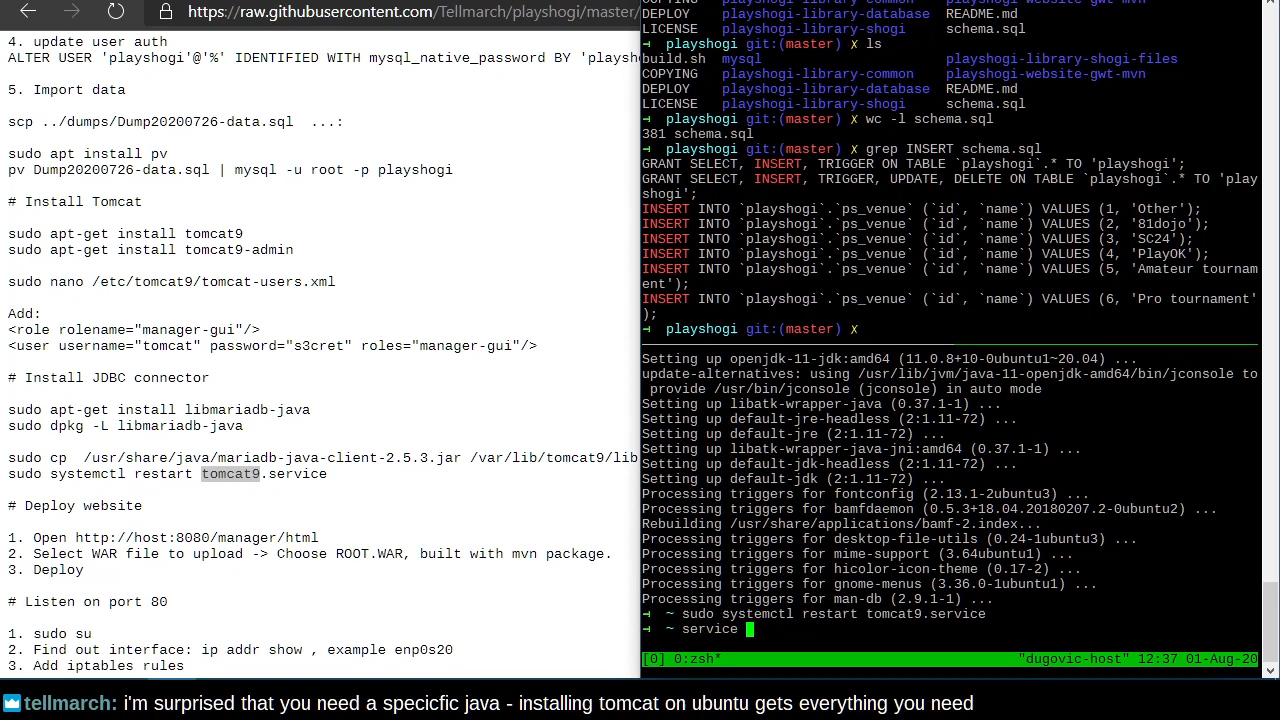 https://raw.githubusercontent.com/Tellmarch/playshogi/master/
4. update user auth
ALTER USER 'playshogi'@'%' IDENTIFIED WITH mysql_native_password BY 'playsh
5. Import data
scp ../dumps/Dump20200726-data.sql  ...:
sudo apt install pv
pv Dump20200726-data.sql | mysql -u root -p playshogi
# Install Tomcat
sudo apt-get install tomcat9
sudo apt-get install tomcat9-admin
sudo nano /etc/tomcat9/tomcat-users.xml
Add:
<role rolename="manager-gui"/>
<user username="tomcat" password="s3cret" roles="manager-gui"/>
# Install JDBC connector
sudo apt-get install libmariadb-java
sudo dpkg -L libmariadb-java
sudo cp  /usr/share/java/mariadb-java-client-2.5.3.jar /var/lib/tomcat9/lib
sudo systemctl restart tomcat9.service
# Deploy website
1. Open http://host:8080/manager/html
2. Select WAR file to upload -> Choose ROOT.WAR, built with mvn package.
3. Deploy
# Listen on port 80
1. sudo su
2. Find out interface: ip addr show , example enp0s20
3. Add iptables rules
COPYING   playshogi-library-common    playshogi-website-gwt-mvn
DEPLOY    playshogi-library-database  README.md
LICENSE   playshogi-library-shogi     schema.sql
→  playshogi git:(master) ✗ ls
build.sh  mysql                       playshogi-library-shogi-files
COPYING   playshogi-library-common    playshogi-website-gwt-mvn
DEPLOY    playshogi-library-database  README.md
LICENSE   playshogi-library-shogi     schema.sql
→  playshogi git:(master) ✗ wc -l schema.sql
381 schema.sql
→  playshogi git:(master) ✗ grep INSERT schema.sql
GRANT SELECT, INSERT, TRIGGER ON TABLE `playshogi`.* TO 'playshogi';
GRANT SELECT, INSERT, TRIGGER, UPDATE, DELETE ON TABLE `playshogi`.* TO 'play
shogi';
INSERT INTO `playshogi`.`ps_venue` (`id`, `name`) VALUES (1, 'Other');
INSERT INTO `playshogi`.`ps_venue` (`id`, `name`) VALUES (2, '81dojo');
INSERT INTO `playshogi`.`ps_venue` (`id`, `name`) VALUES (3, 'SC24');
INSERT INTO `playshogi`.`ps_venue` (`id`, `name`) VALUES (4, 'PlayOK');
INSERT INTO `playshogi`.`ps_venue` (`id`, `name`) VALUES (5, 'Amateur tournam
ent');
INSERT INTO `playshogi`.`ps_venue` (`id`, `name`) VALUES (6, 'Pro tournament'
);
→  playshogi git:(master) ✗
Setting up openjdk-11-jdk:amd64 (11.0.8+10-0ubuntu1~20.04) ...
update-alternatives: using /usr/lib/jvm/java-11-openjdk-amd64/bin/jconsole to
 provide /usr/bin/jconsole (jconsole) in auto mode
Setting up libatk-wrapper-java (0.37.1-1) ...
Setting up default-jre-headless (2:1.11-72) ...
Setting up default-jre (2:1.11-72) ...
Setting up libatk-wrapper-java-jni:amd64 (0.37.1-1) ...
Setting up default-jdk-headless (2:1.11-72) ...
Setting up default-jdk (2:1.11-72) ...
Processing triggers for fontconfig (2.13.1-2ubuntu3) ...
Processing triggers for bamfdaemon (0.5.3+18.04.20180207.2-0ubuntu2) ...
Rebuilding /usr/share/applications/bamf-2.index...
Processing triggers for desktop-file-utils (0.24-1ubuntu3) ...
Processing triggers for mime-support (3.64ubuntu1) ...
Processing triggers for hicolor-icon-theme (0.17-2) ...
Processing triggers for gnome-menus (3.36.0-1ubuntu1) ...
Processing triggers for man-db (2.9.1-1) ...
→  ~ sudo systemctl restart tomcat9.service
→  ~ service
[0] 0:zsh*  "dugovic-host" 12:37 01-Aug-20
tellmarch: i'm surprised that you need a specicfic java - installing tomcat on ubuntu gets everything you need